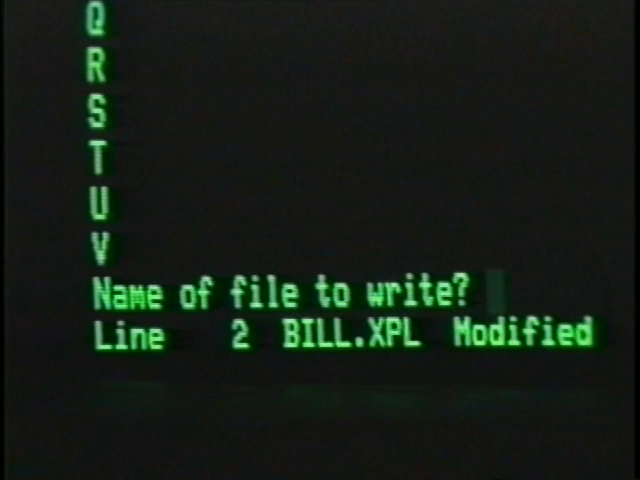 Q
R
S
T
U
V
Name of file to write?
Line 2 BILL.XPL Modified